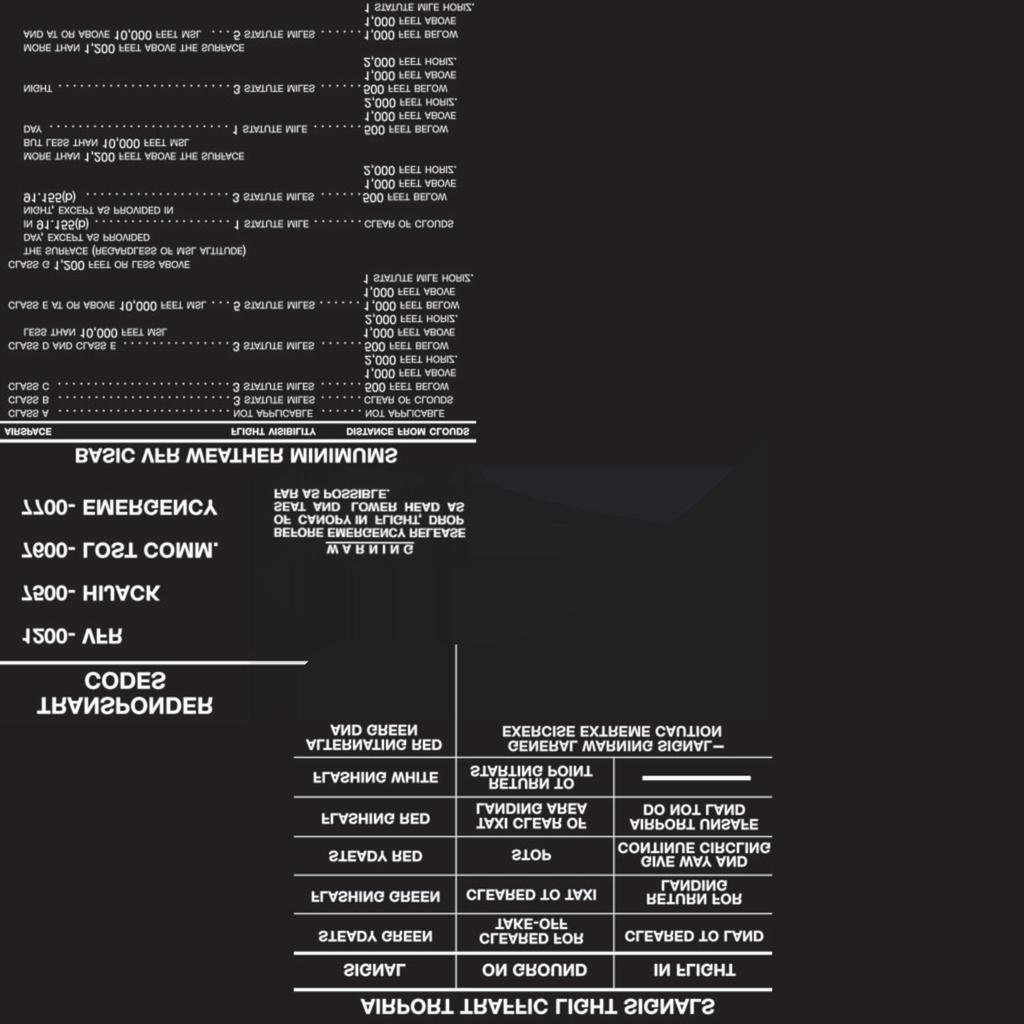 AIRPORT TRAFFIC LIGHT SIGNALS
SIGNAL ON GROUND IN FLIGHT
STEADY GREEN
CLEARED FOR
TAKE-OFF
CLEARED TO LAND
FLASHING GREEN
CLEARED TO TAXI
RETURN FOR
LANDING
STEADY RED
STOP
GIVE WAY AND
CONTINUE CIRCLING
FLASHING RED
TAXI CLEAR OF
LANDING AREA
AIRPORT UNSAFE
DO NOT LAND
FLASHING WHITE
RETURN TO
STARTING POINT
ALTERNATING RED
AND GREEN
GENERAL WARNING SIGNAL—
EXERCISE EXTREME CAUTION
TRANSPONDER
CODES
1200- VFR
7500- HIJACK
7600- LOST COMM.
7700- EMERGENCY
WARNING
BEFORE EMERGENCY RELEASE
OF CANOPY IN FLIGHT, DROP
SEAT AND LOWER HEAD AS
FAR AS POSSIBLE.
BASIC VFR WEATHER MINIMUMS
AIRSPACE FLIGHT VISIBILITY DISTANCE FROM CLOUDS
CLASS A NOT APPLICABLE NOT APPLICABLE
CLASS B 3 STATUTE MILES CLEAR OF CLOUDS
CLASS C 3 STATUTE MILES 500 FEET BELOW
1,000 FEET ABOVE
2,000 FEET HORIZ.
CLASS D AND CLASS E 3 STATUTE MILES 500 FEET BELOW
LESS THAN 10,000 FEET MSL 1,000 FEET ABOVE
2,000 FEET HORIZ.
CLASS E AT OR ABOVE 10,000 FEET MSL 5 STATUTE MILES 1,000 FEET BELOW
1,000 FEET ABOVE
1 STATUTE MILE HORIZ.
CLASS G 1,200 FEET OR LESS ABOVE
THE SURFACE (REGARDLESS OF MSL ALTITUDE)
DAY, EXCEPT AS PROVIDED
IN 91.155(b) 1 STATUTE MILE CLEAR OF CLOUDS
NIGHT, EXCEPT AS PROVIDED IN
91.155(b) 3 STATUTE MILES 500 FEET BELOW
1,000 FEET ABOVE
2,000 FEET HORIZ.
MORE THAN 1,200 FEET ABOVE THE SURFACE
BUT LESS THAN 10,000 FEET MSL
DAY 1 STATUTE MILE 500 FEET BELOW
1,000 FEET ABOVE
2,000 FEET HORIZ.
NIGHT 3 STATUTE MILES 500 FEET BELOW
1,000 FEET ABOVE
2,000 FEET HORIZ.
MORE THAN 1,200 FEET ABOVE THE SURFACE
AND AT OR ABOVE 10,000 FEET MSL 5 STATUTE MILES 1,000 FEET BELOW
1,000 FEET ABOVE
1 STATUTE MILE HORIZ.